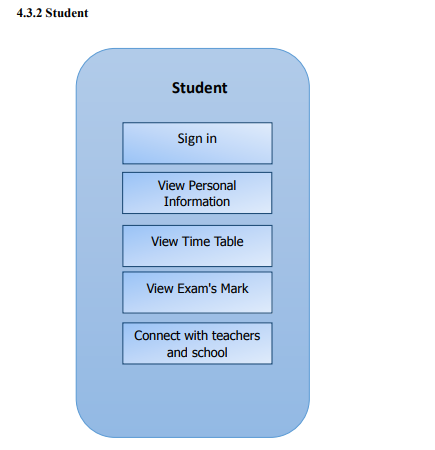 4.3.2 Student
Student
Sign in
View Personal
Information
View Time Table
View Exam's Mark
Connect with teachers
and school